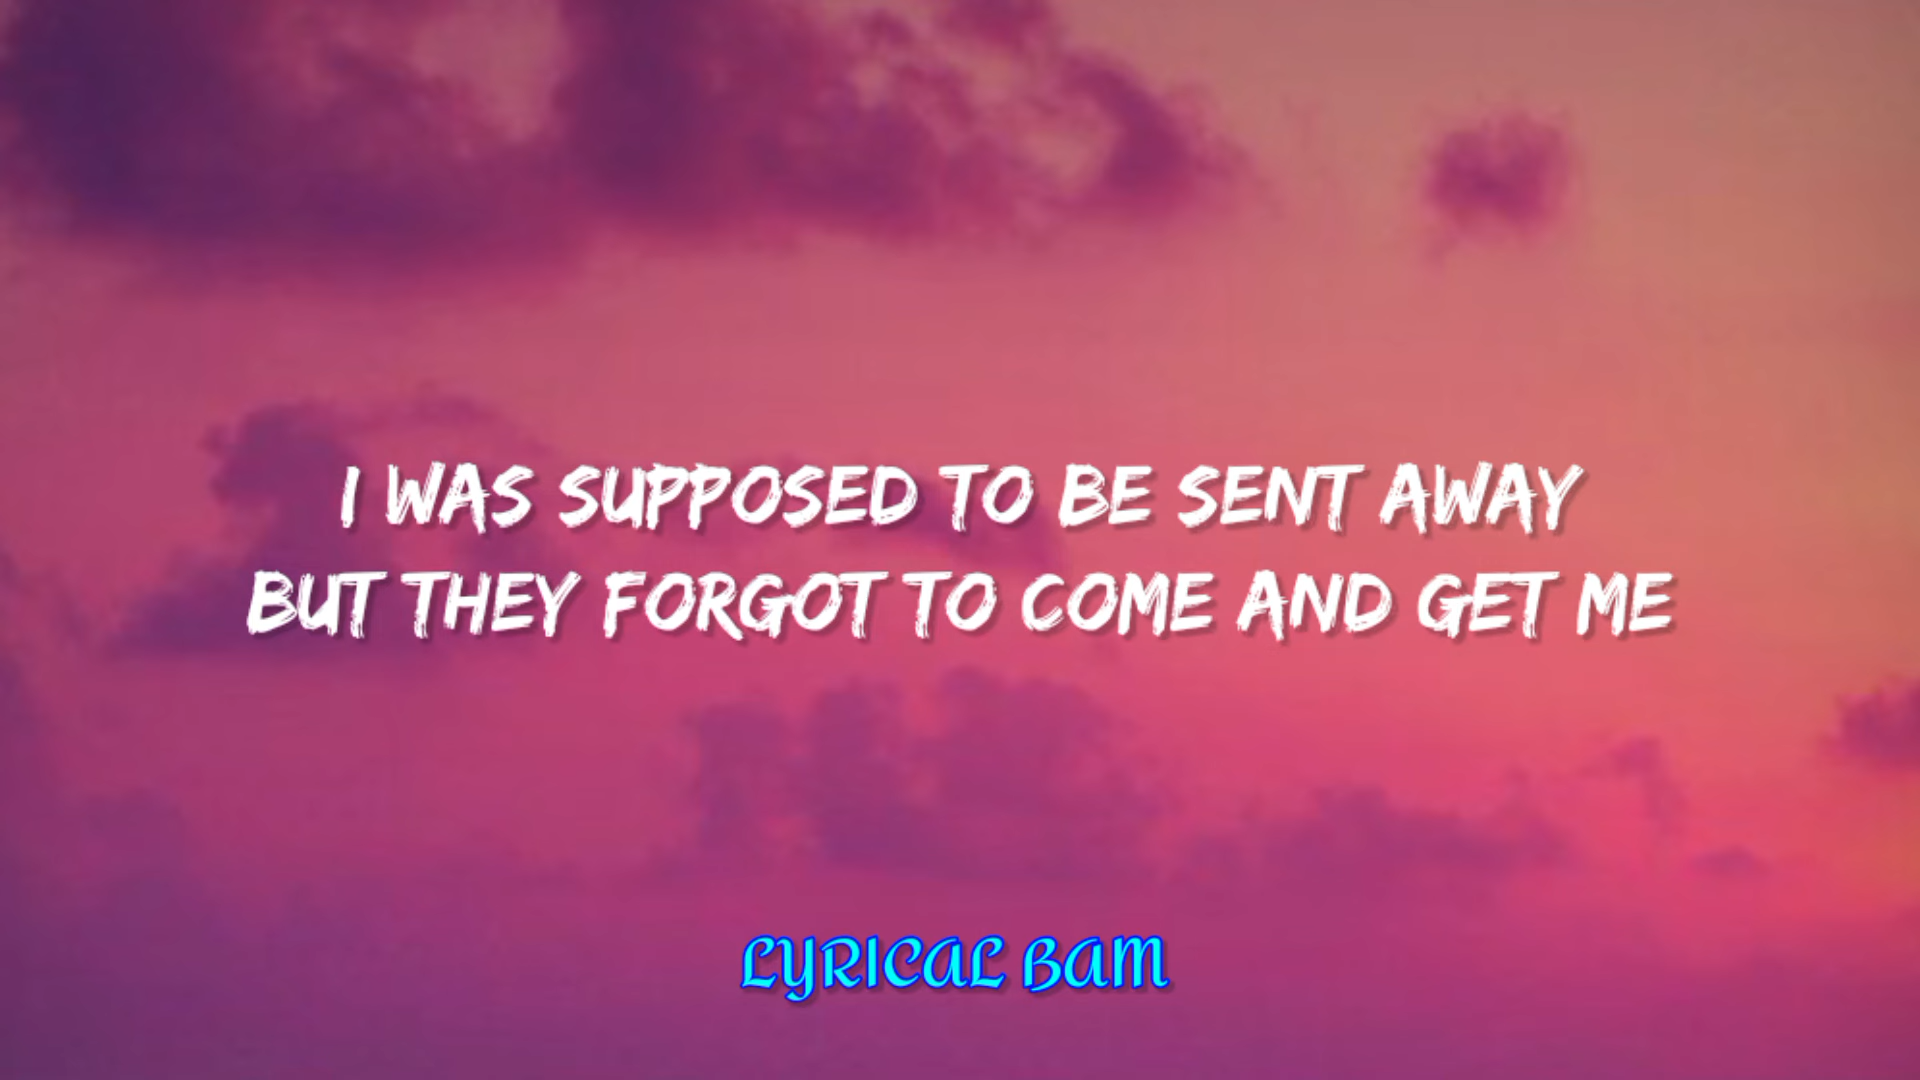 I WAS SUPPOSED TO BE SENT AWAY
BUT THEY FORGOT TO COME AND GET ME
LYRICAL BAM